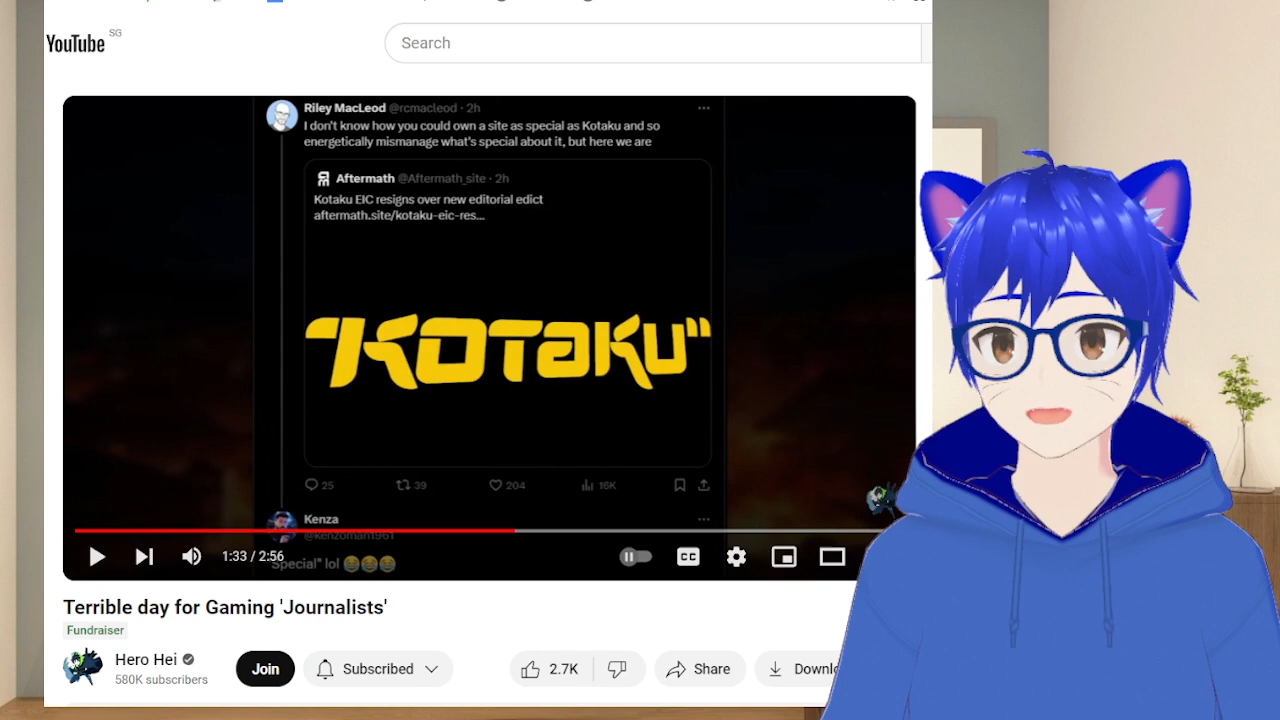 YouTube SG
Search
Riley MacLeod @rcmacleod · 2h
I don't know how you could own a site as special as Kotaku and so
energetically mismanage what's special about it, but here we are
Aftermath @Aftermath_site · 2h
Kotaku EIC resigns over new editorial edict
aftermath.site/kotaku-eic-res...
"KOTAKU"
25 39 204 16K
Kenza
@kenzomam1961
Special" lol 😂😂😂
1:33 / 2:56
CC
Terrible day for Gaming 'Journalists'
Fundraiser
Hero Hei
580K subscribers
Join
Subscribed
2.7K
Share
Downlo